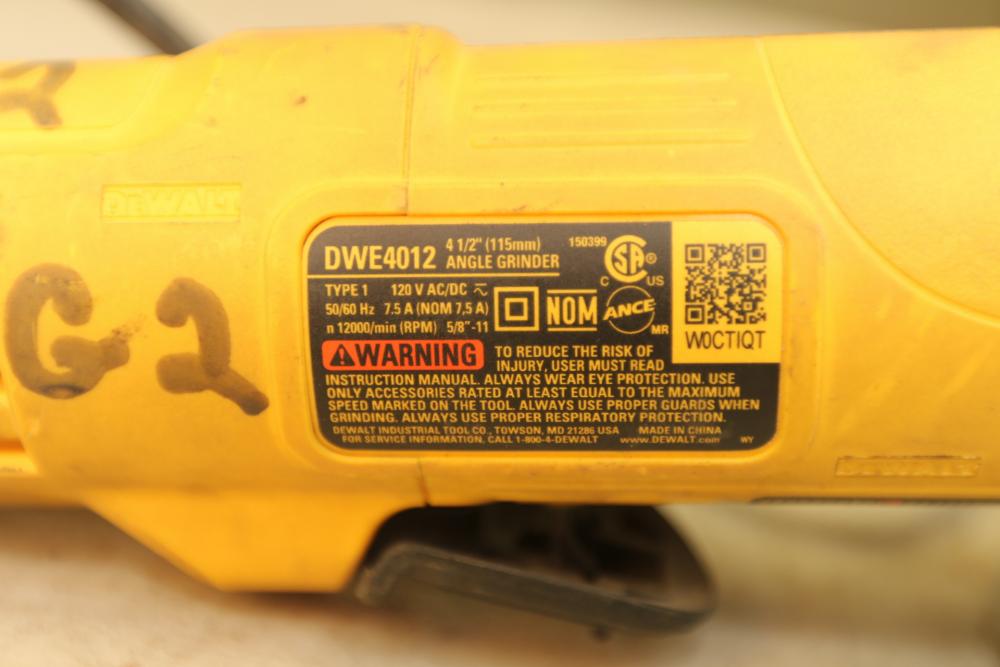 DEWALT
G2
DWE4012 4 1/2" (115mm) ANGLE GRINDER
150399
SA® C US
TYPE 1 120 V AC/DC ⏦
50/60 Hz 7.5 A (NOM 7,5 A)
n 12000/min (RPM) 5/8"-11
NOM
ANCE MR
W0CTIQT
WARNING TO REDUCE THE RISK OF
INJURY, USER MUST READ
INSTRUCTION MANUAL. ALWAYS WEAR EYE PROTECTION. USE
ONLY ACCESSORIES RATED AT LEAST EQUAL TO THE MAXIMUM
SPEED MARKED ON THE TOOL. ALWAYS USE PROPER GUARDS WHEN
GRINDING. ALWAYS USE PROPER RESPIRATORY PROTECTION.
DEWALT INDUSTRIAL TOOL CO., TOWSON, MD 21286 USA MADE IN CHINA
FOR SERVICE INFORMATION, CALL 1-800-4-DEWALT www.DEWALT.com WY
DEWALT